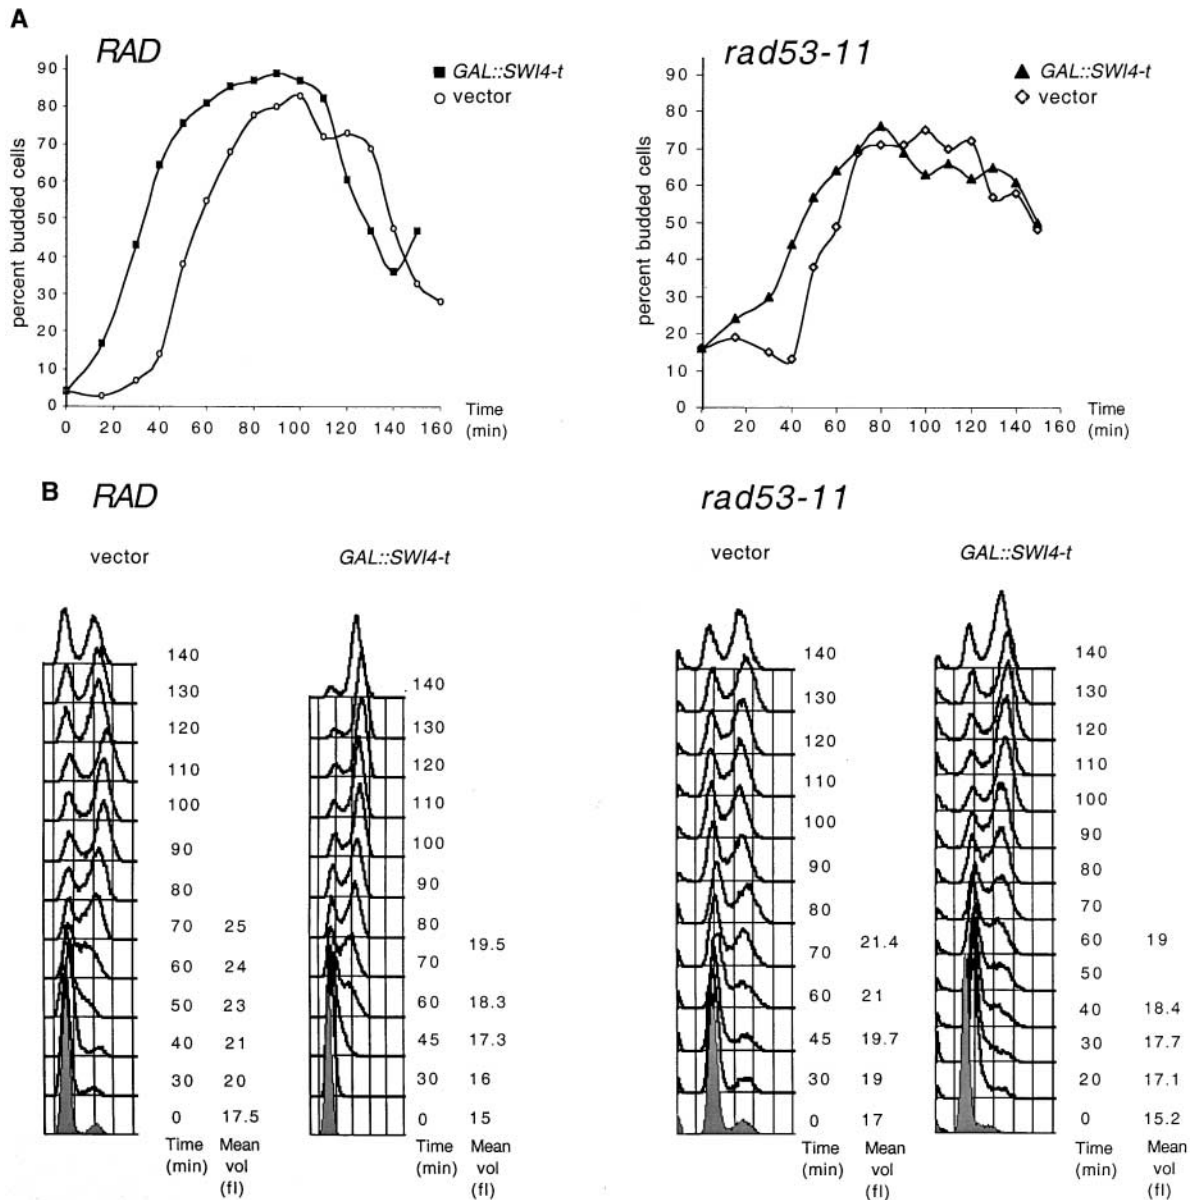 A
RAD
rad53-11
GAL::SWI4-t
vector
GAL::SWI4-t
vector
percent budded cells
90
80
70
60
50
40
30
20
10
0
0 20 40 60 80 100 120 140 160
Time
(min)
percent budded cells
90
80
70
60
50
40
30
20
10
0
0 20 40 60 80 100 120 140 160
Time
(min)
B
RAD
rad53-11
vector
GAL::SWI4-t
vector
GAL::SWI4-t
140
130
120
110
100
90
80
70 25
60 24
50 23
40 21
30 20
0 17.5
Time Mean
(min) vol
(fl)
140
130
120
110
100
90
80
19.5
70
60 18.3
45 17.3
30 16
0 15
Time Mean
(min) vol
(fl)
140
130
120
110
100
90
80
70 21.4
60 21
45 19.7
30 19
0 17
Time Mean
(min) vol
(fl)
140
130
120
110
100
90
80
70
60 19
50
40 18.4
30 17.7
20 17.1
0 15.2
Time Mean
(min) vol
(fl)